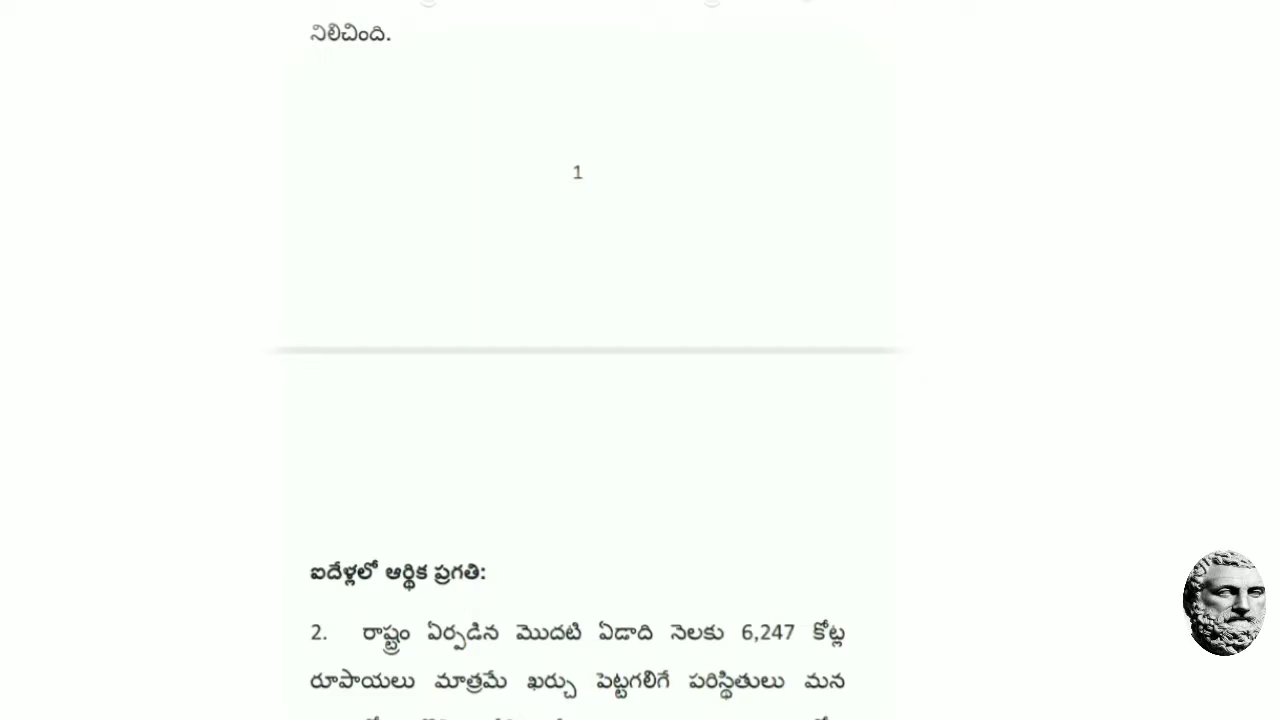 నిలిచింది.
1
ఐదేళ్లలో ఆర్థిక ప్రగతి:
2. రాష్ట్రం ఏర్పడిన మొదటి ఏడాది నెలకు 6,247 కోట్ల
రూపాయలు మాత్రమే ఖర్చు పెట్టగలిగే పరిస్థితులు మన